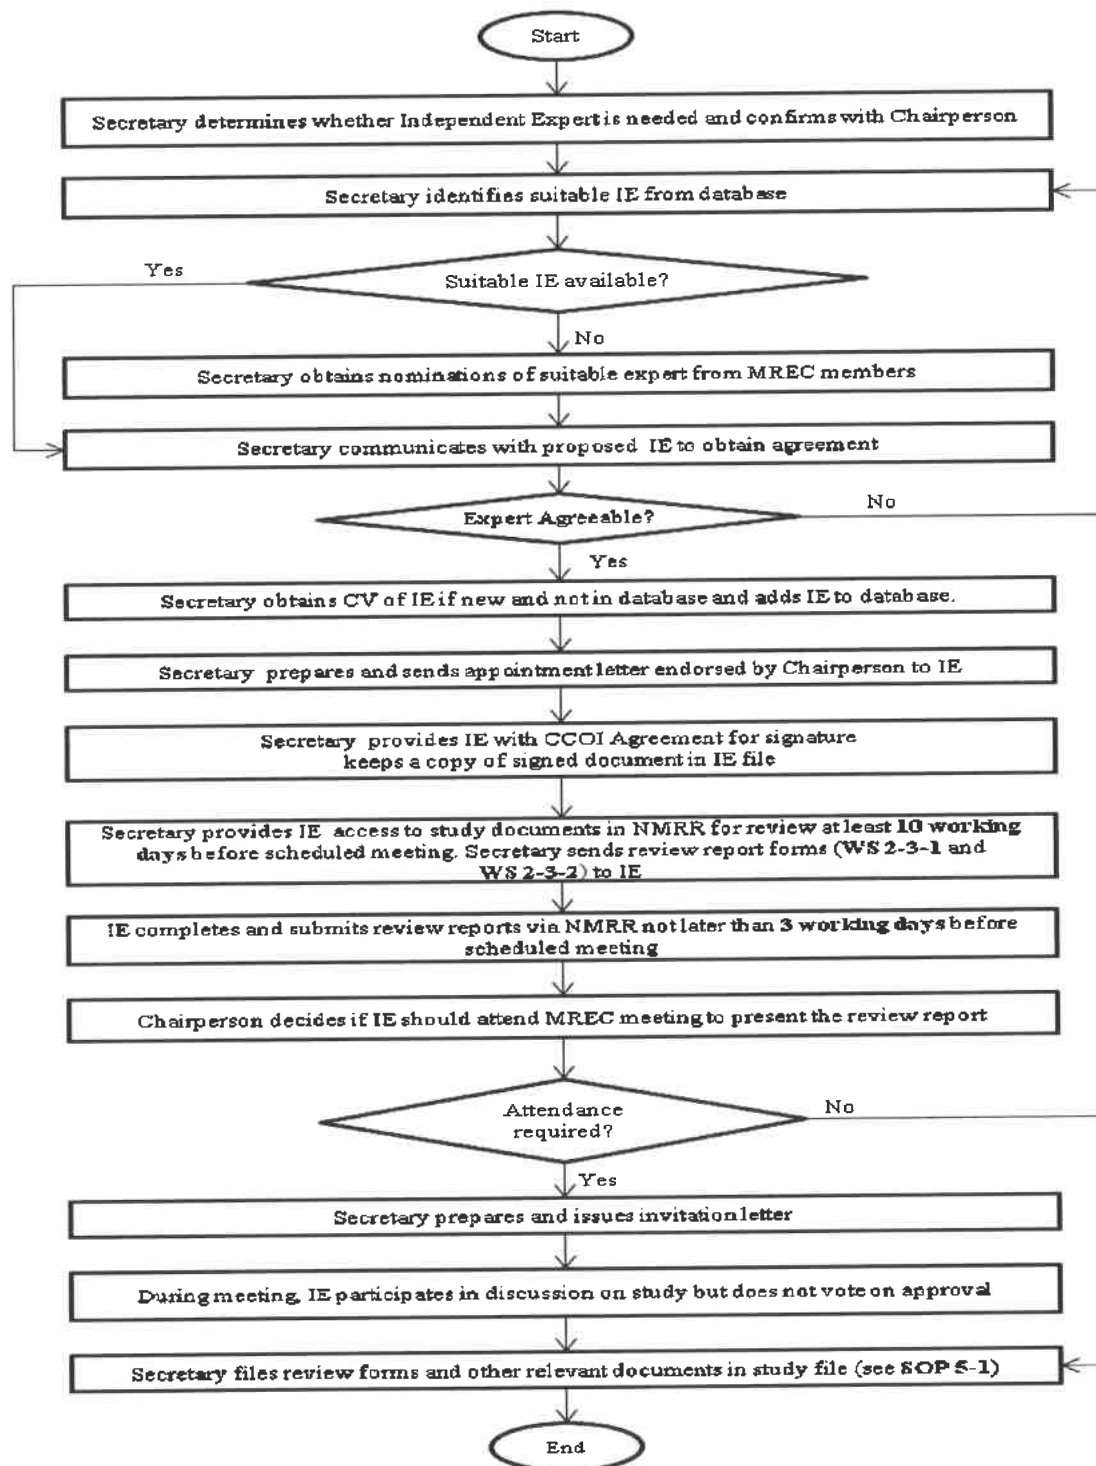 Start
Secretary determines whether Independent Expert is needed and confirms with Chairperson
Secretary identifies suitable IE from database
Yes
Suitable IE available?
No
Secretary obtains nominations of suitable expert from MREC members
Secretary communicates with proposed IE to obtain agreement
Expert Agreeable?
No
Yes
Secretary obtains CV of IE if new and not in database and adds IE to database.
Secretary prepares and sends appointment letter endorsed by Chairperson to IE
Secretary provides IE with CCOI Agreement for signature
keeps a copy of signed document in IE file
Secretary provides IE access to study documents in NMRR for review at least 10 working
days before scheduled meeting. Secretary sends review report forms (WS 2-3-1 and
WS 2-3-2) to IE
IE completes and submits review reports via NMRR not later than 3 working days before
scheduled meeting
Chairperson decides if IE should attend MREC meeting to present the review report
Attendance
required?
No
Yes
Secretary prepares and issues invitation letter
During meeting, IE participates in discussion on study but does not vote on approval
Secretary files review forms and other relevant documents in study file (see SOP 5-1)
End